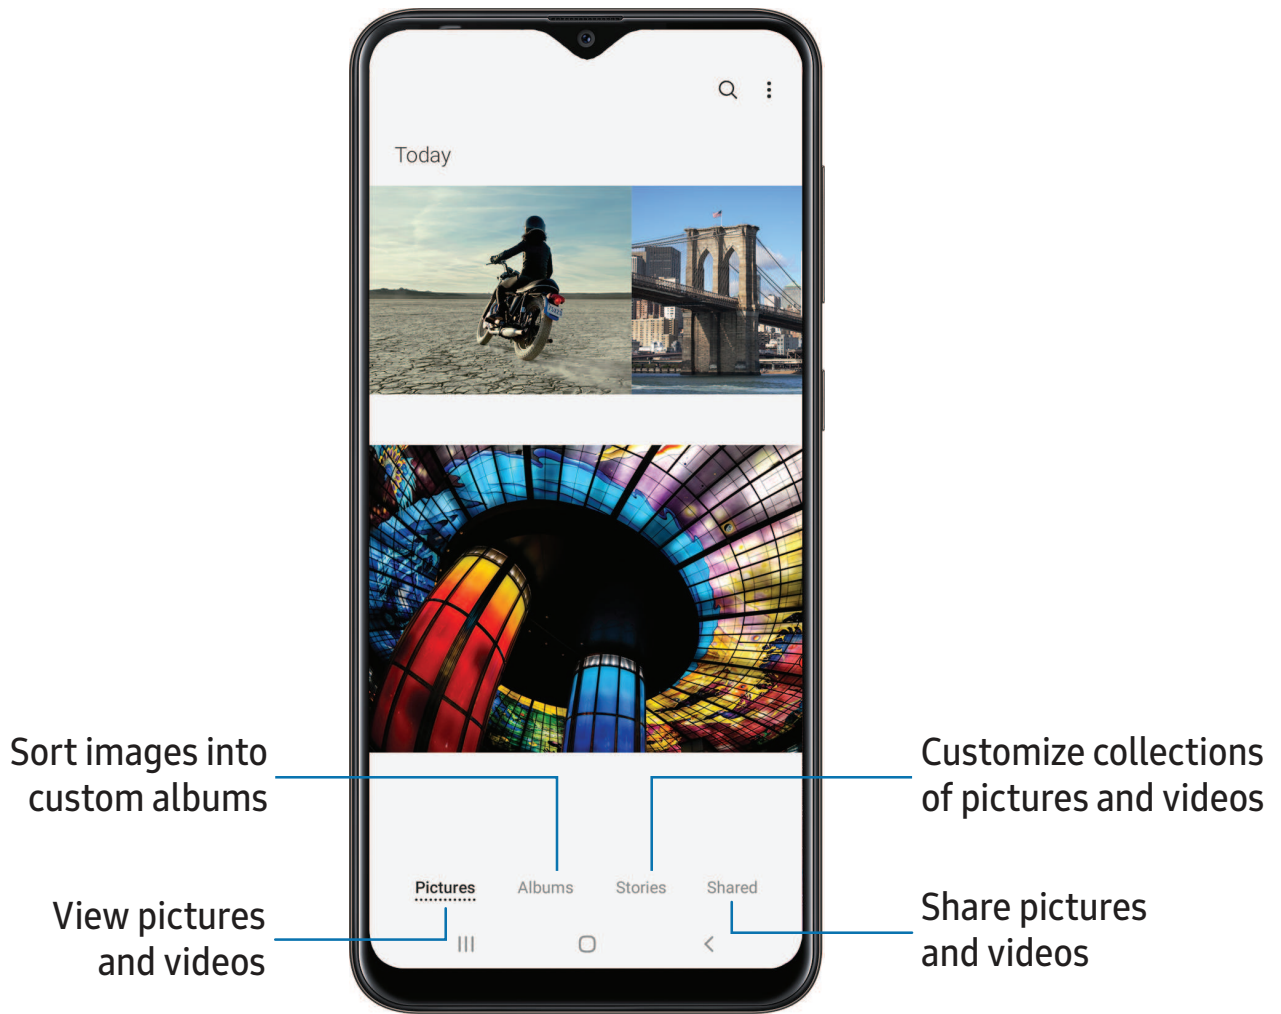 Today
Sort images into
custom albums
Customize collections
of pictures and videos
Pictures
Albums
Stories
Shared
View pictures
and videos
Share pictures
and videos